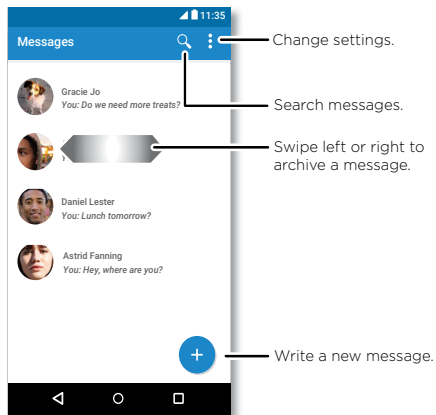 11:35
Messages
Change settings.
Gracie Jo
You: Do we need more treats?
Search messages.
Swipe left or right to
archive a message.
Daniel Lester
You: Lunch tomorrow?
Astrid Fanning
You: Hey, where are you?
Write a new message.